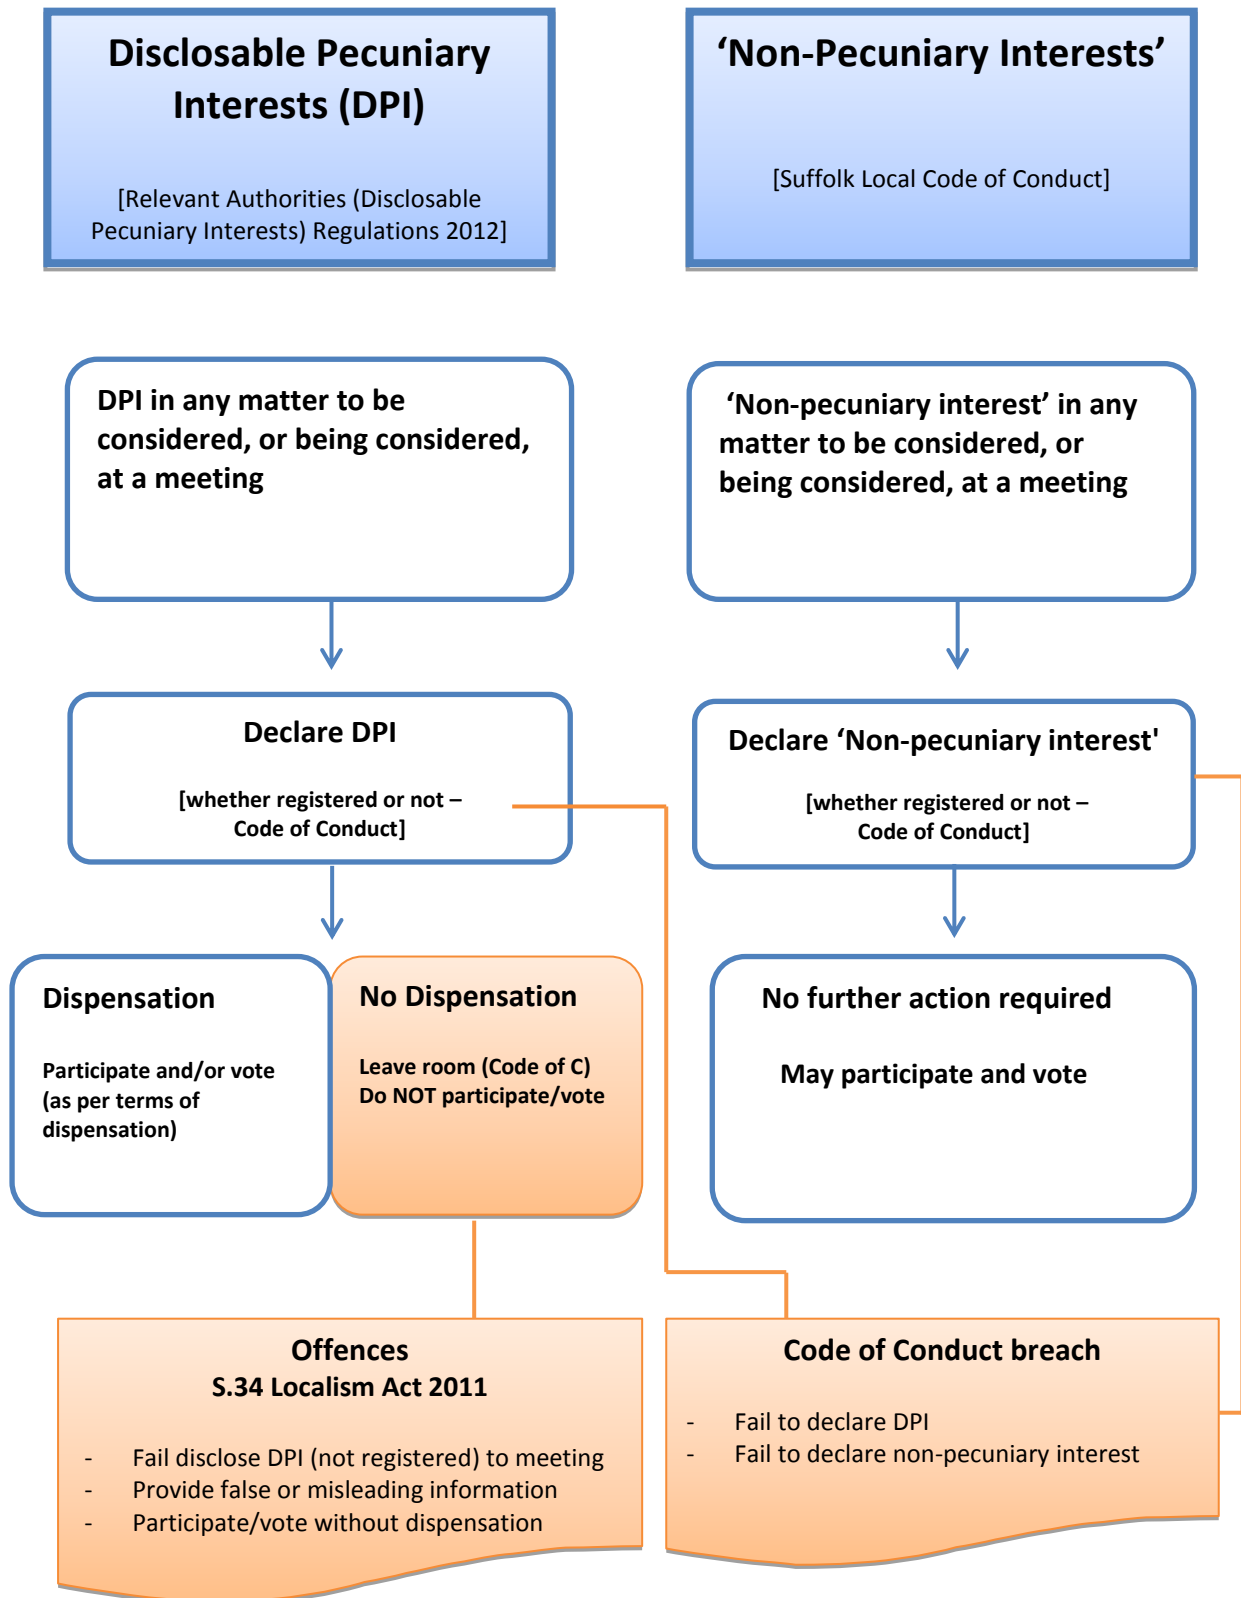 Disclosable Pecuniary
Interests (DPI)
[Relevant Authorities (Disclosable
Pecuniary Interests) Regulations 2012]
‘Non-Pecuniary Interests’
[Suffolk Local Code of Conduct]
DPI in any matter to be
considered, or being considered,
at a meeting
‘Non-pecuniary interest’ in any
matter to be considered, or
being considered, at a meeting
Declare DPI
[whether registered or not –
Code of Conduct]
Declare ‘Non-pecuniary interest'
[whether registered or not –
Code of Conduct]
Dispensation
Participate and/or vote
(as per terms of
dispensation)
No Dispensation
Leave room (Code of C)
Do NOT participate/vote
No further action required
May participate and vote
Offences
S.34 Localism Act 2011
- Fail disclose DPI (not registered) to meeting
- Provide false or misleading information
- Participate/vote without dispensation
Code of Conduct breach
- Fail to declare DPI
- Fail to declare non-pecuniary interest